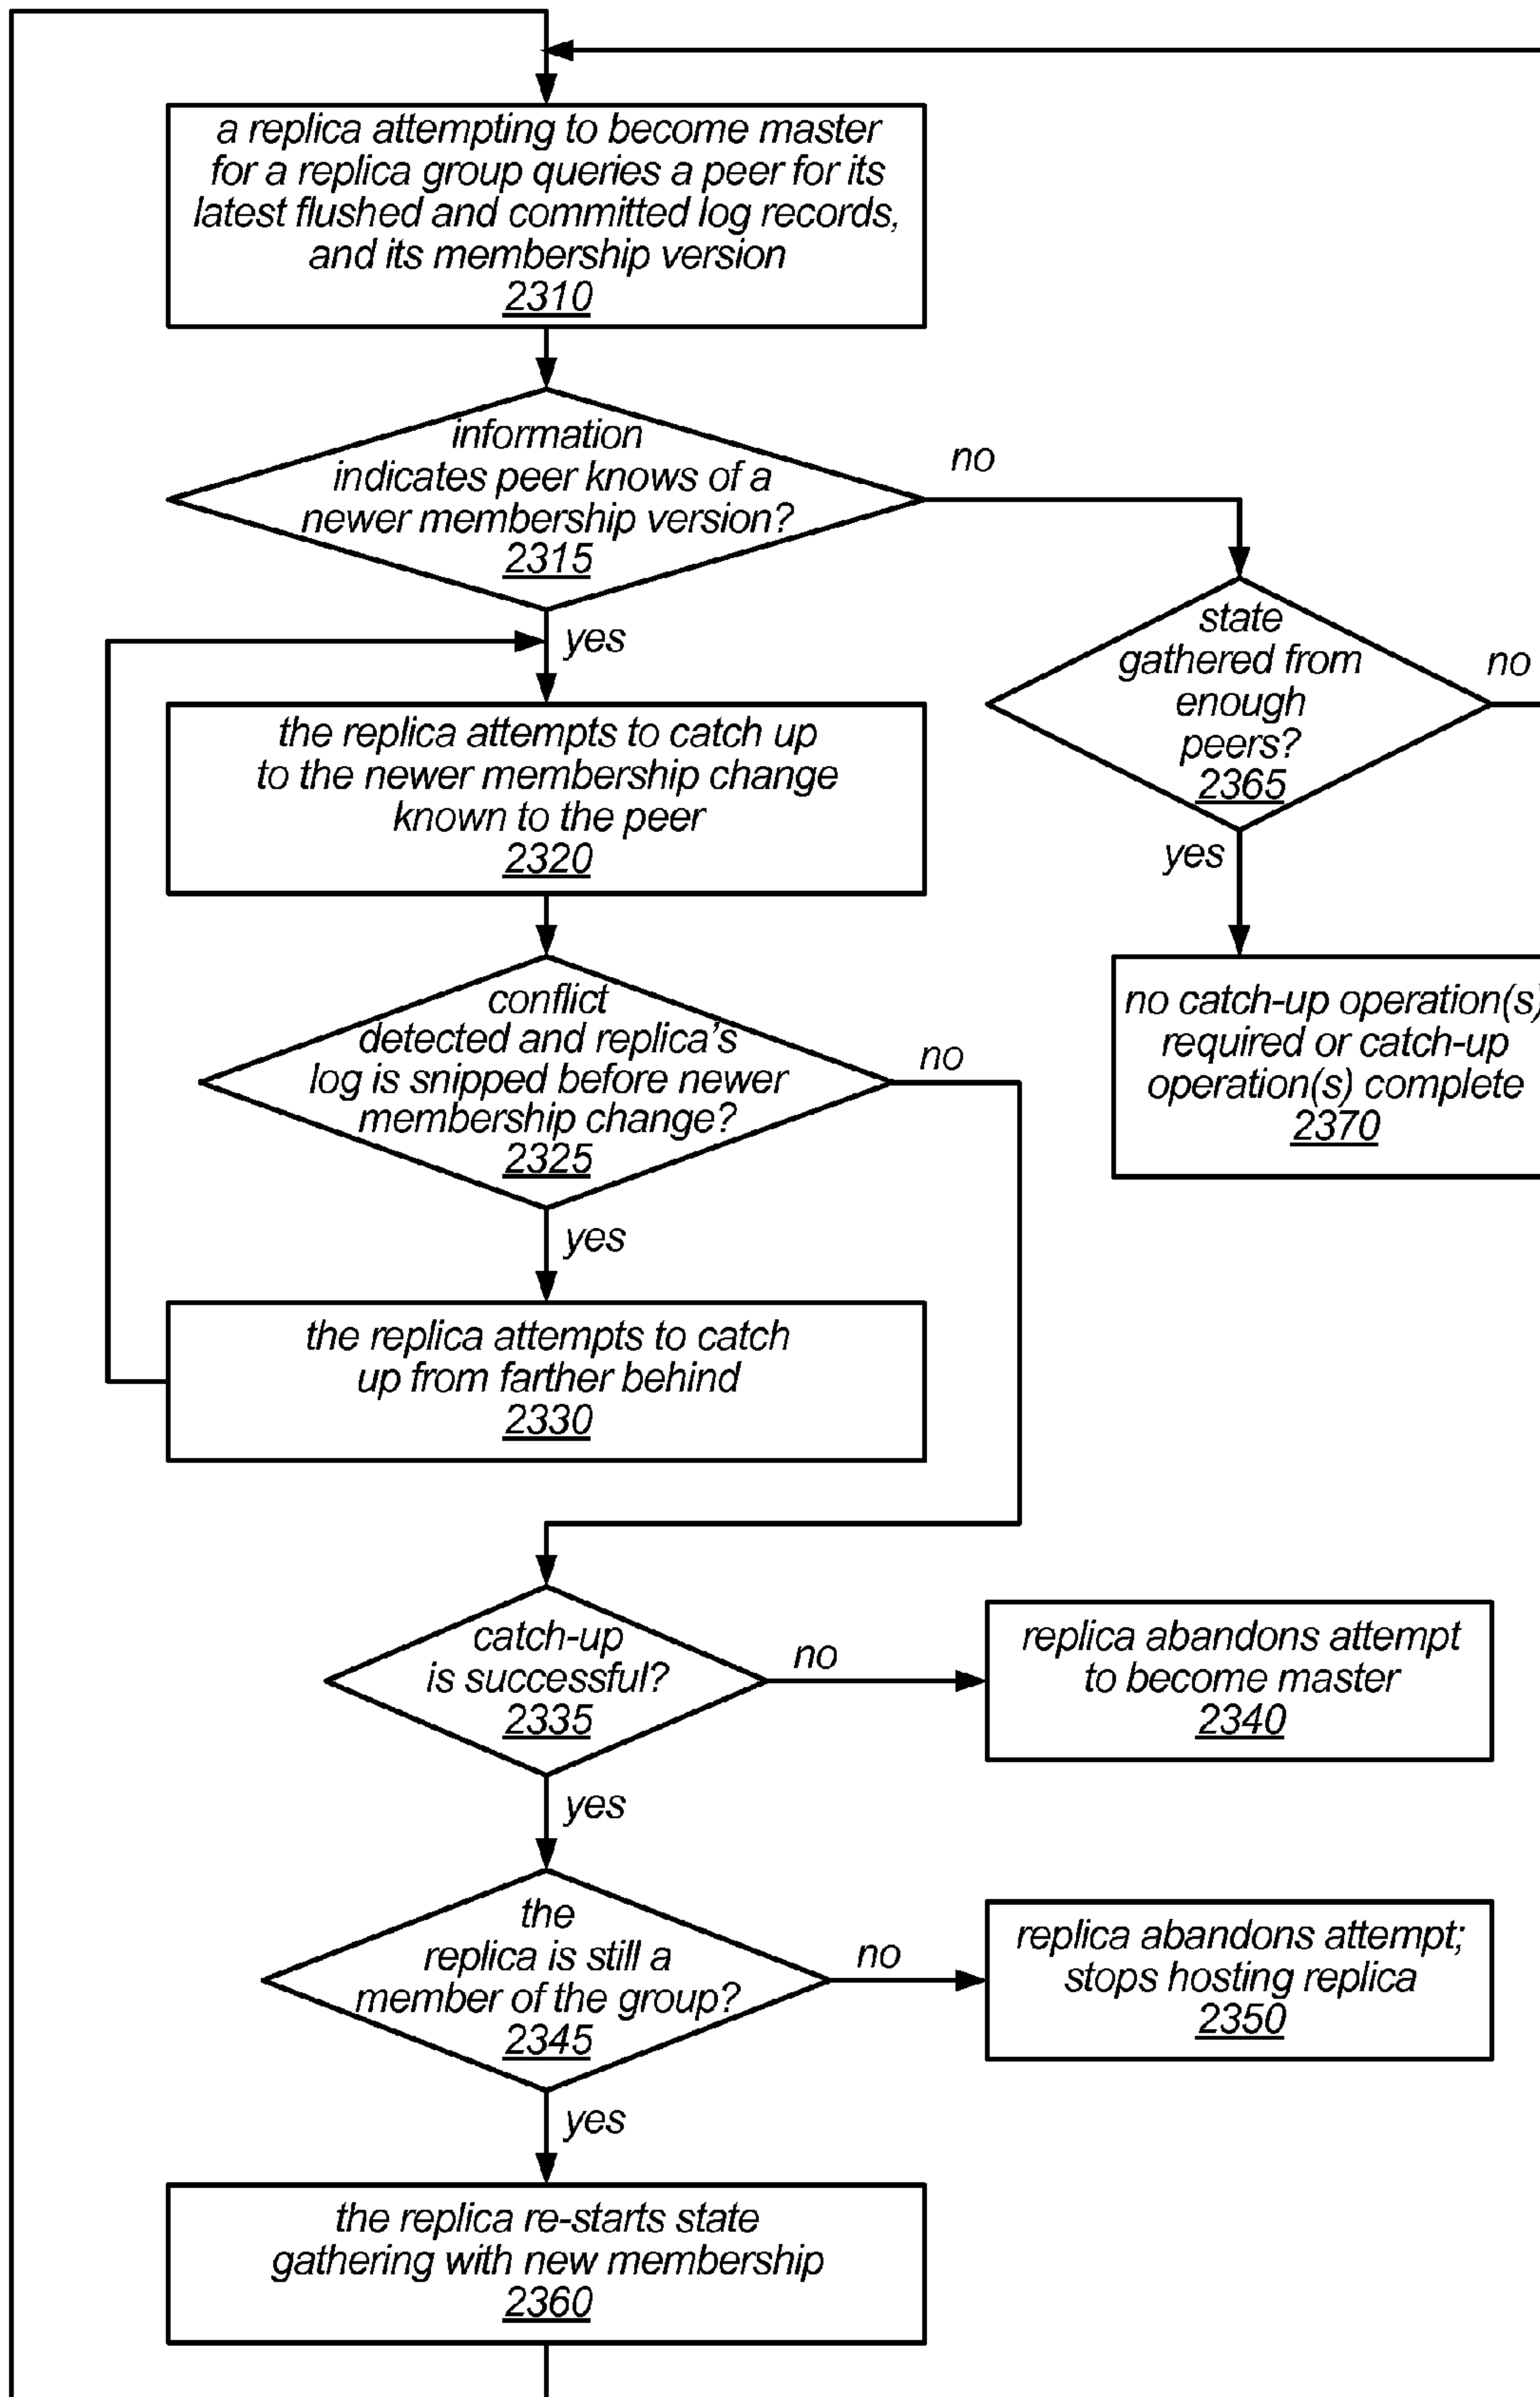 a replica attempting to become master
for a replica group queries a peer for its
latest flushed and committed log records,
and its membership version
2310
information
indicates peer knows of a
newer membership version?
2315
no
yes
state
gathered from
enough
peers?
2365
no
yes
the replica attempts to catch up
to the newer membership change
known to the peer
2320
no catch-up operation(s)
required or catch-up
operation(s) complete
2370
conflict
detected and replica's
log is snipped before newer
membership change?
2325
no
yes
the replica attempts to catch
up from farther behind
2330
catch-up
is successful?
2335
no
replica abandons attempt
to become master
2340
yes
the
replica is still a
member of the group?
2345
no
replica abandons attempt;
stops hosting replica
2350
yes
the replica re-starts state
gathering with new membership
2360